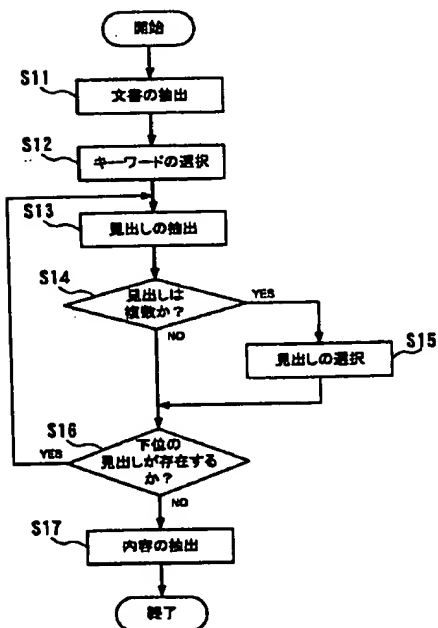 開始
S11
文書の抽出
S12
キーワードの選択
S13
見出しの抽出
S14
見出しは
複数か?
YES
NO
S15
見出しの選択
S16
下位の
見出しが存在する
か?
YES
NO
S17
内容の抽出
終了